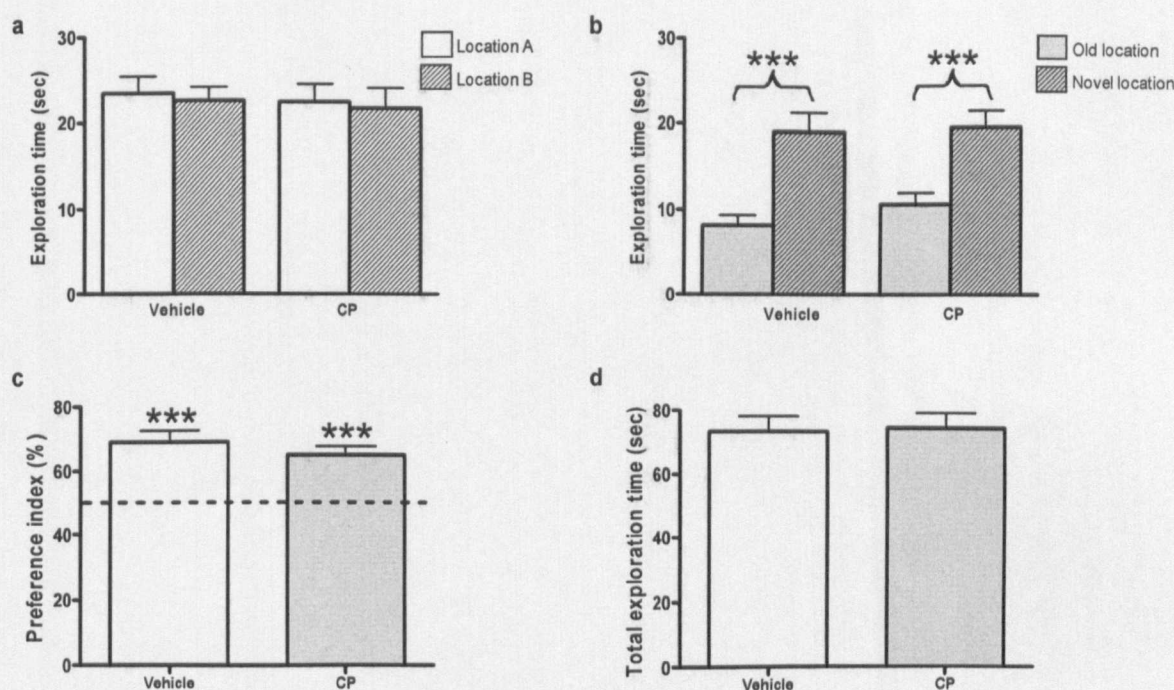 a
Exploration time (sec)
30
20
10
0
Location A
Location B
Vehicle
CP
b
Exploration time (sec)
30
20
10
0
***
***
Old location
Novel location
Vehicle
CP
c
Preference index (%)
80
60
40
20
0
***
***
Vehicle
CP
d
Total exploration time (sec)
80
60
40
20
0
Vehicle
CP